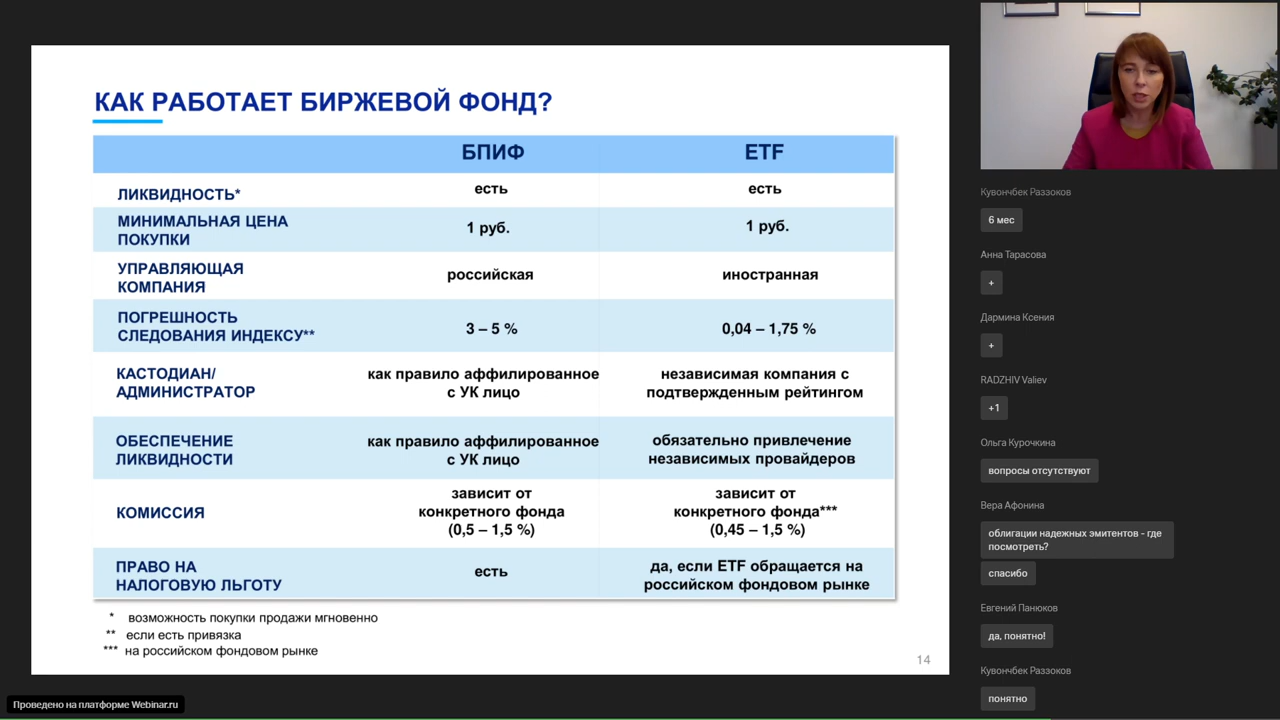 КАК РАБОТАЕТ БИРЖЕВОЙ ФОНД?
БПИФ
ETF
ЛИКВИДНОСТЬ*
есть
есть
МИНИМАЛЬНАЯ ЦЕНА
ПОКУПКИ
1 руб.
1 руб.
УПРАВЛЯЮЩАЯ
КОМПАНИЯ
российская
иностранная
ПОГРЕШНОСТЬ
СЛЕДОВАНИЯ ИНДЕКСУ**
3 – 5 %
0,04 – 1,75 %
КАСТОДИАН/
АДМИНИСТРАТОР
как правило аффилированное
с УК лицо
независимая компания с
подтвержденным рейтингом
ОБЕСПЕЧЕНИЕ
ЛИКВИДНОСТИ
как правило аффилированное
с УК лицо
обязательно привлечение
независимых провайдеров
КОМИССИЯ
зависит от
конкретного фонда
(0,5 – 1,5 %)
зависит от
конкретного фонда***
(0,45 – 1,5 %)
ПРАВО НА
НАЛОГОВУЮ ЛЬГОТУ
есть
да, если ETF обращается на
российском фондовом рынке
* возможность покупки продажи мгновенно
** если есть привязка
*** на российском фондовом рынке
14
Проведено на платформе Webinar.ru
Кувончбек Раззоков
6 мес
Анна Тарасова
+
Дармина Ксения
+
RADZHIV Valiev
+1
Ольга Курочкина
вопросы отсутствуют
Вера Афонина
облигации надежных эмитентов - где
посмотреть?
спасибо
Евгений Панюков
да, понятно!
Кувончбек Раззоков
понятно